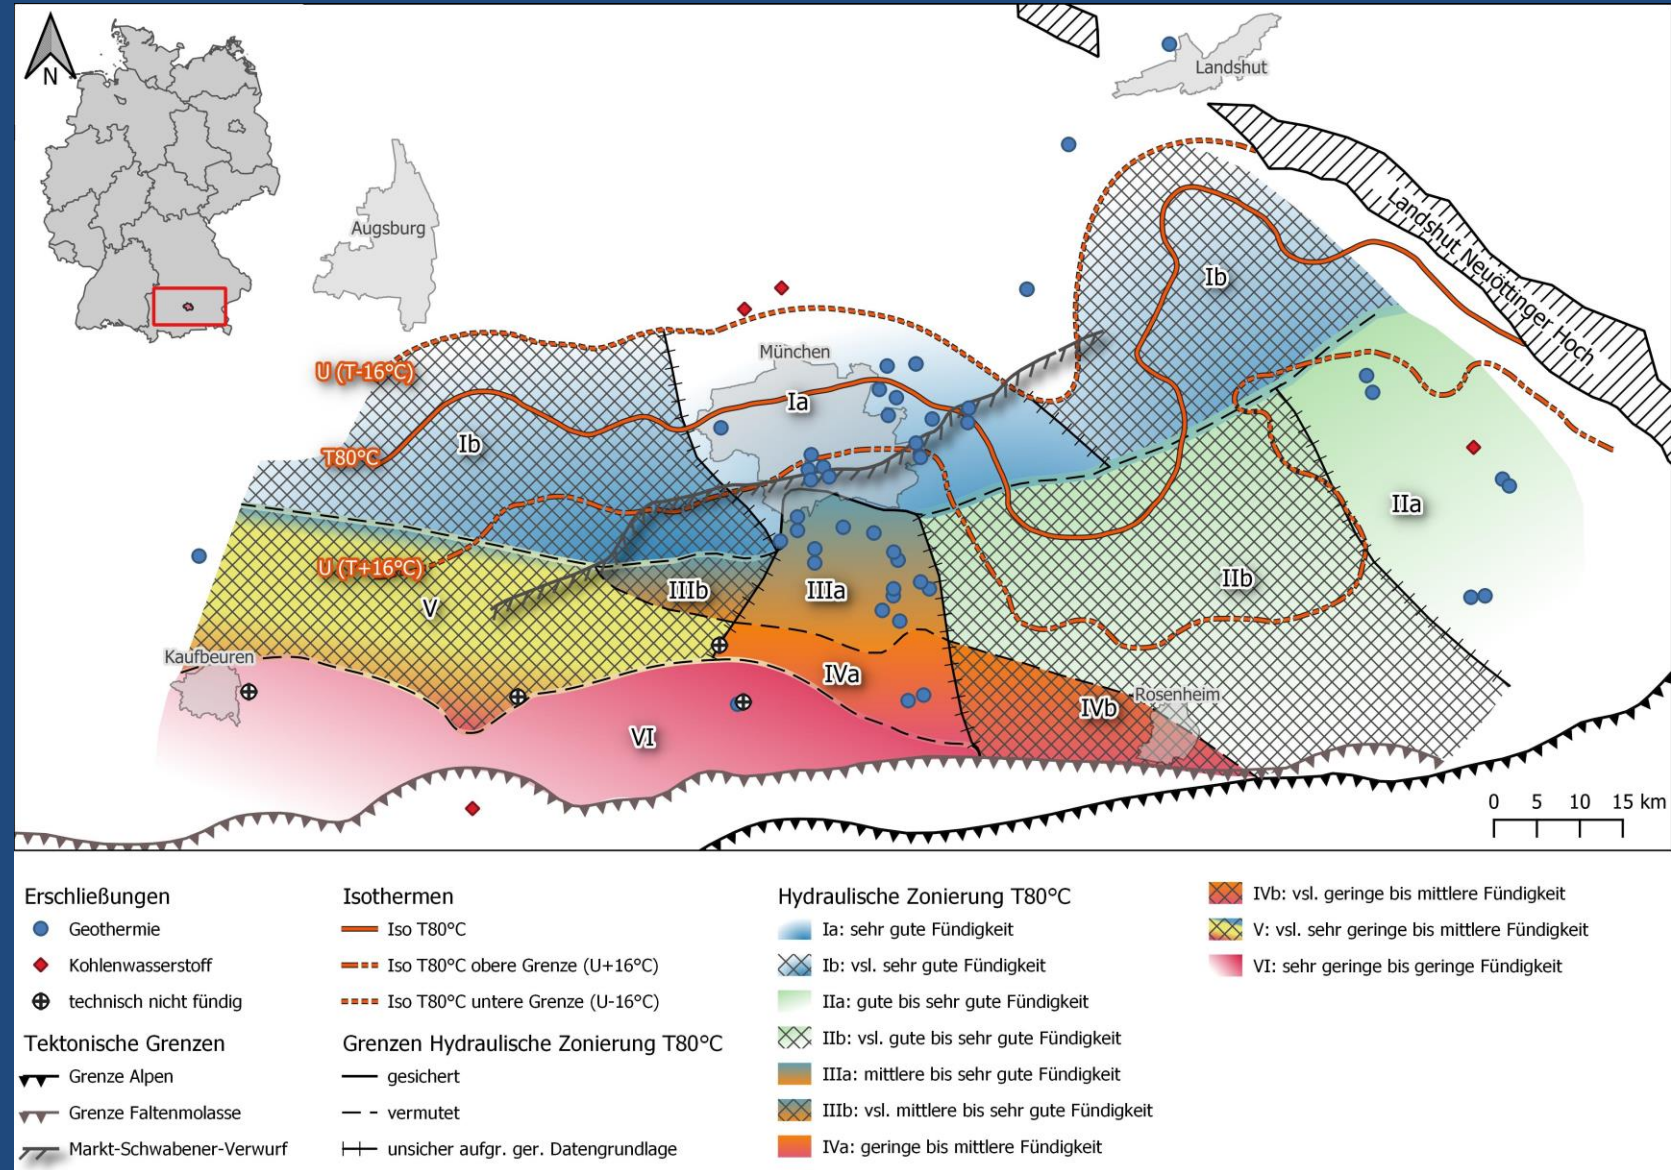 N
Landshut
Augsburg
Landshut Neuöttinger Hoch
Ib
München
U (T-16°C)
Ia
Ib
T80°C
IIa
U (T+16°C)
IIb
IIIb
IIIa
V
Kaufbeuren
IVa
Rosenheim
IVb
VI
0 5 10 15 km
Erschließungen
Geothermie
Kohlenwasserstoff
technisch nicht fündig
Tektonische Grenzen
Grenze Alpen
Grenze Faltenmolasse
Markt-Schwabener-Verwurf
Isothermen
Iso T80°C
Iso T80°C obere Grenze (U+16°C)
Iso T80°C untere Grenze (U-16°C)
Grenzen Hydraulische Zonierung T80°C
gesichert
vermutet
unsicher aufgr. ger. Datengrundlage
Hydraulische Zonierung T80°C
Ia: sehr gute Fündigkeit
Ib: vsl. sehr gute Fündigkeit
IIa: gute bis sehr gute Fündigkeit
IIb: vsl. gute bis sehr gute Fündigkeit
IIIa: mittlere bis sehr gute Fündigkeit
IIIb: vsl. mittlere bis sehr gute Fündigkeit
IVa: geringe bis mittlere Fündigkeit
IVb: vsl. geringe bis mittlere Fündigkeit
V: vsl. sehr geringe bis mittlere Fündigkeit
VI: sehr geringe bis geringe Fündigkeit